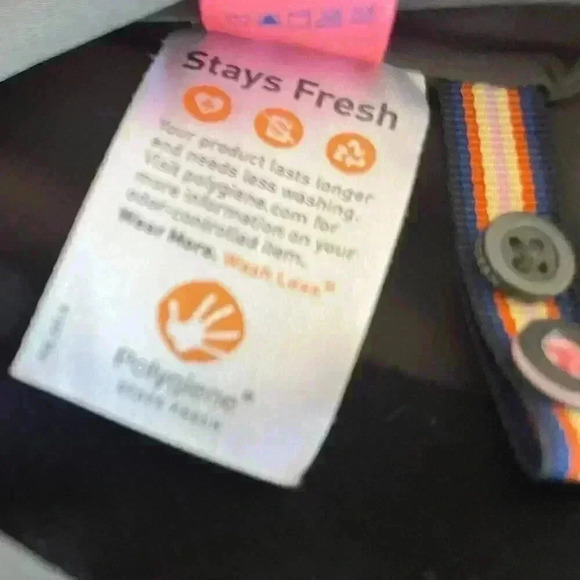 Stays Fresh
Your product lasts longer
and needs less washing.
Visit polygiene.com for
more information on your
odor-controlled item.
Wear More. Wash Less.®
Polygiene®